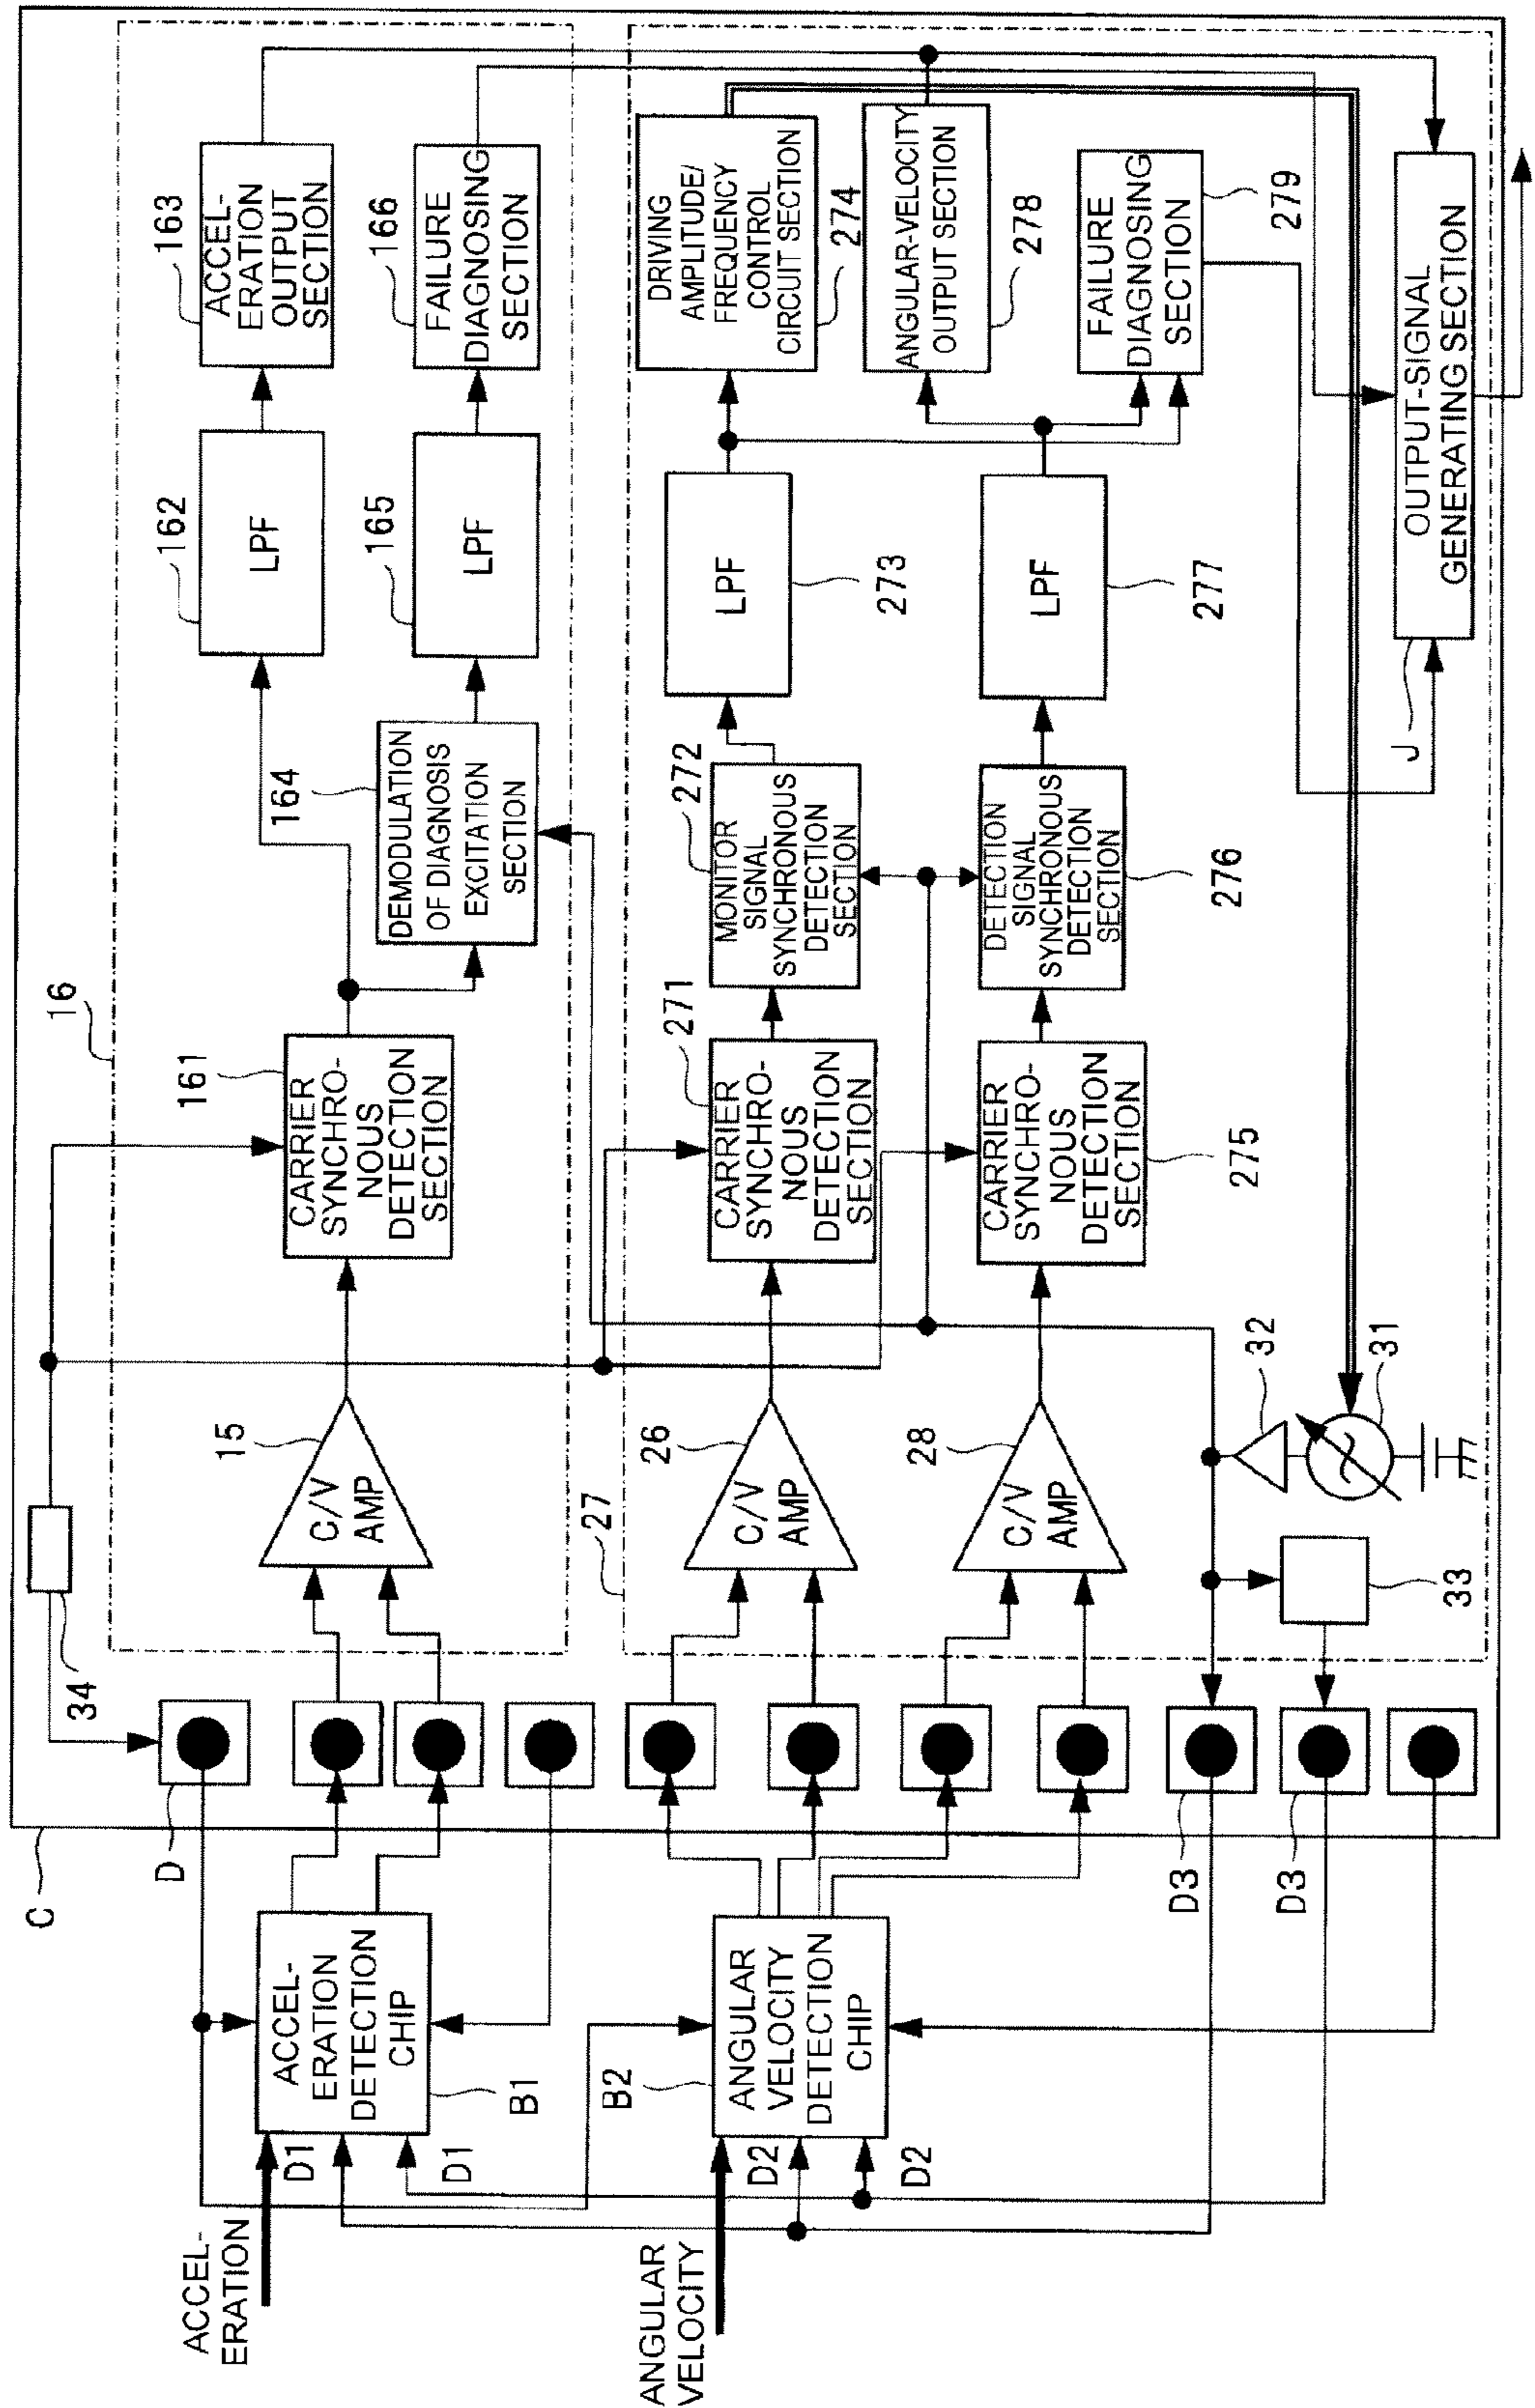 C
34
D
16
ACCEL-
ERATION
D1
D1
ACCEL-
ERATION
DETECTION
CHIP
B1
15
C/V
AMP
161
CARRIER
SYNCHRO-
NOUS
DETECTION
SECTION
164
DEMODULATION
OF DIAGNOSIS
EXCITATION
SECTION
162
LPF
165
LPF
163
ACCEL-
ERATION
OUTPUT
SECTION
166
FAILURE
DIAGNOSING
SECTION
27
ANGULAR
VELOCITY
D2
D2
B2
ANGULAR
VELOCITY
DETECTION
CHIP
26
C/V
AMP
28
C/V
AMP
271
CARRIER
SYNCHRO-
NOUS
DETECTION
SECTION
275
CARRIER
SYNCHRO-
NOUS
DETECTION
SECTION
272
MONITOR
SIGNAL
SYNCHRONOUS
DETECTION
SECTION
276
DETECTION
SIGNAL
SYNCHRONOUS
DETECTION
SECTION
LPF
273
LPF
277
DRIVING
AMPLITUDE/
FREQUENCY
CONTROL
CIRCUIT SECTION
274
ANGULAR-VELOCITY
OUTPUT SECTION
278
FAILURE
DIAGNOSING
SECTION
279
D3
D3
33
32
31
J
OUTPUT-SIGNAL
GENERATING SECTION